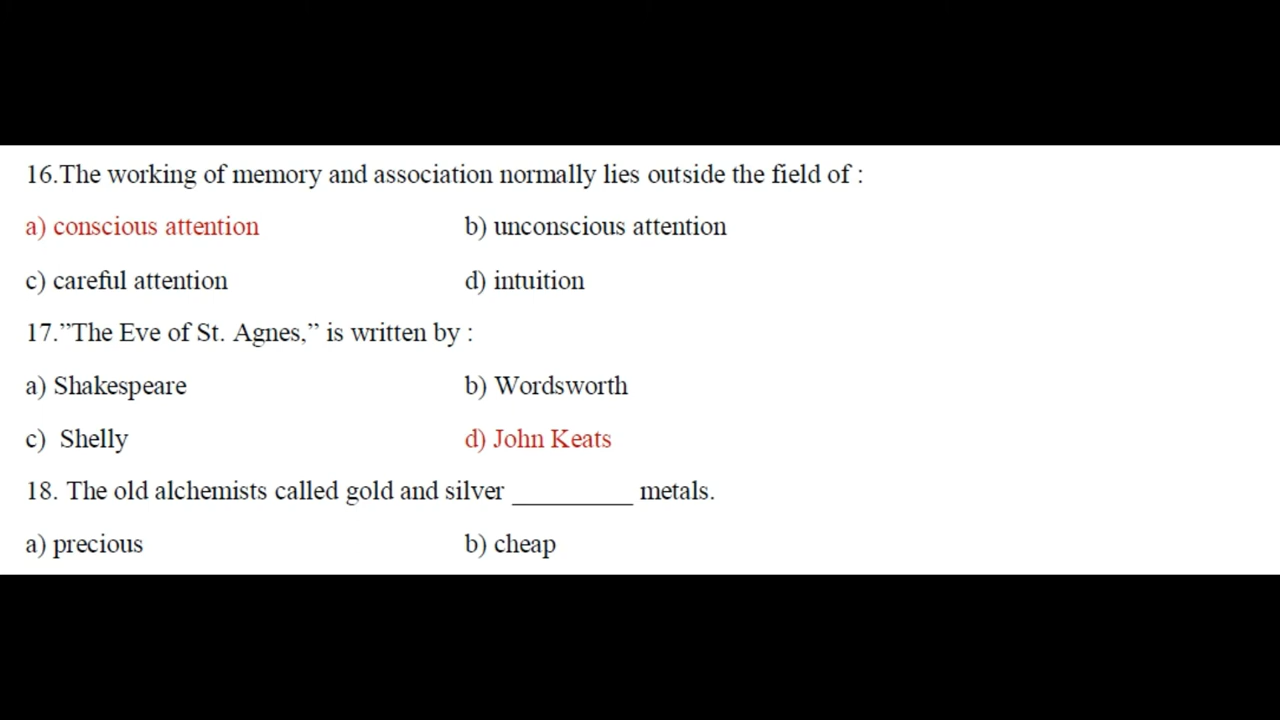 16.The working of memory and association normally lies outside the field of :
a) conscious attention b) unconscious attention
c) careful attention d) intuition
17.”The Eve of St. Agnes,” is written by :
a) Shakespeare b) Wordsworth
c) Shelly d) John Keats
18. The old alchemists called gold and silver _________ metals.
a) precious b) cheap